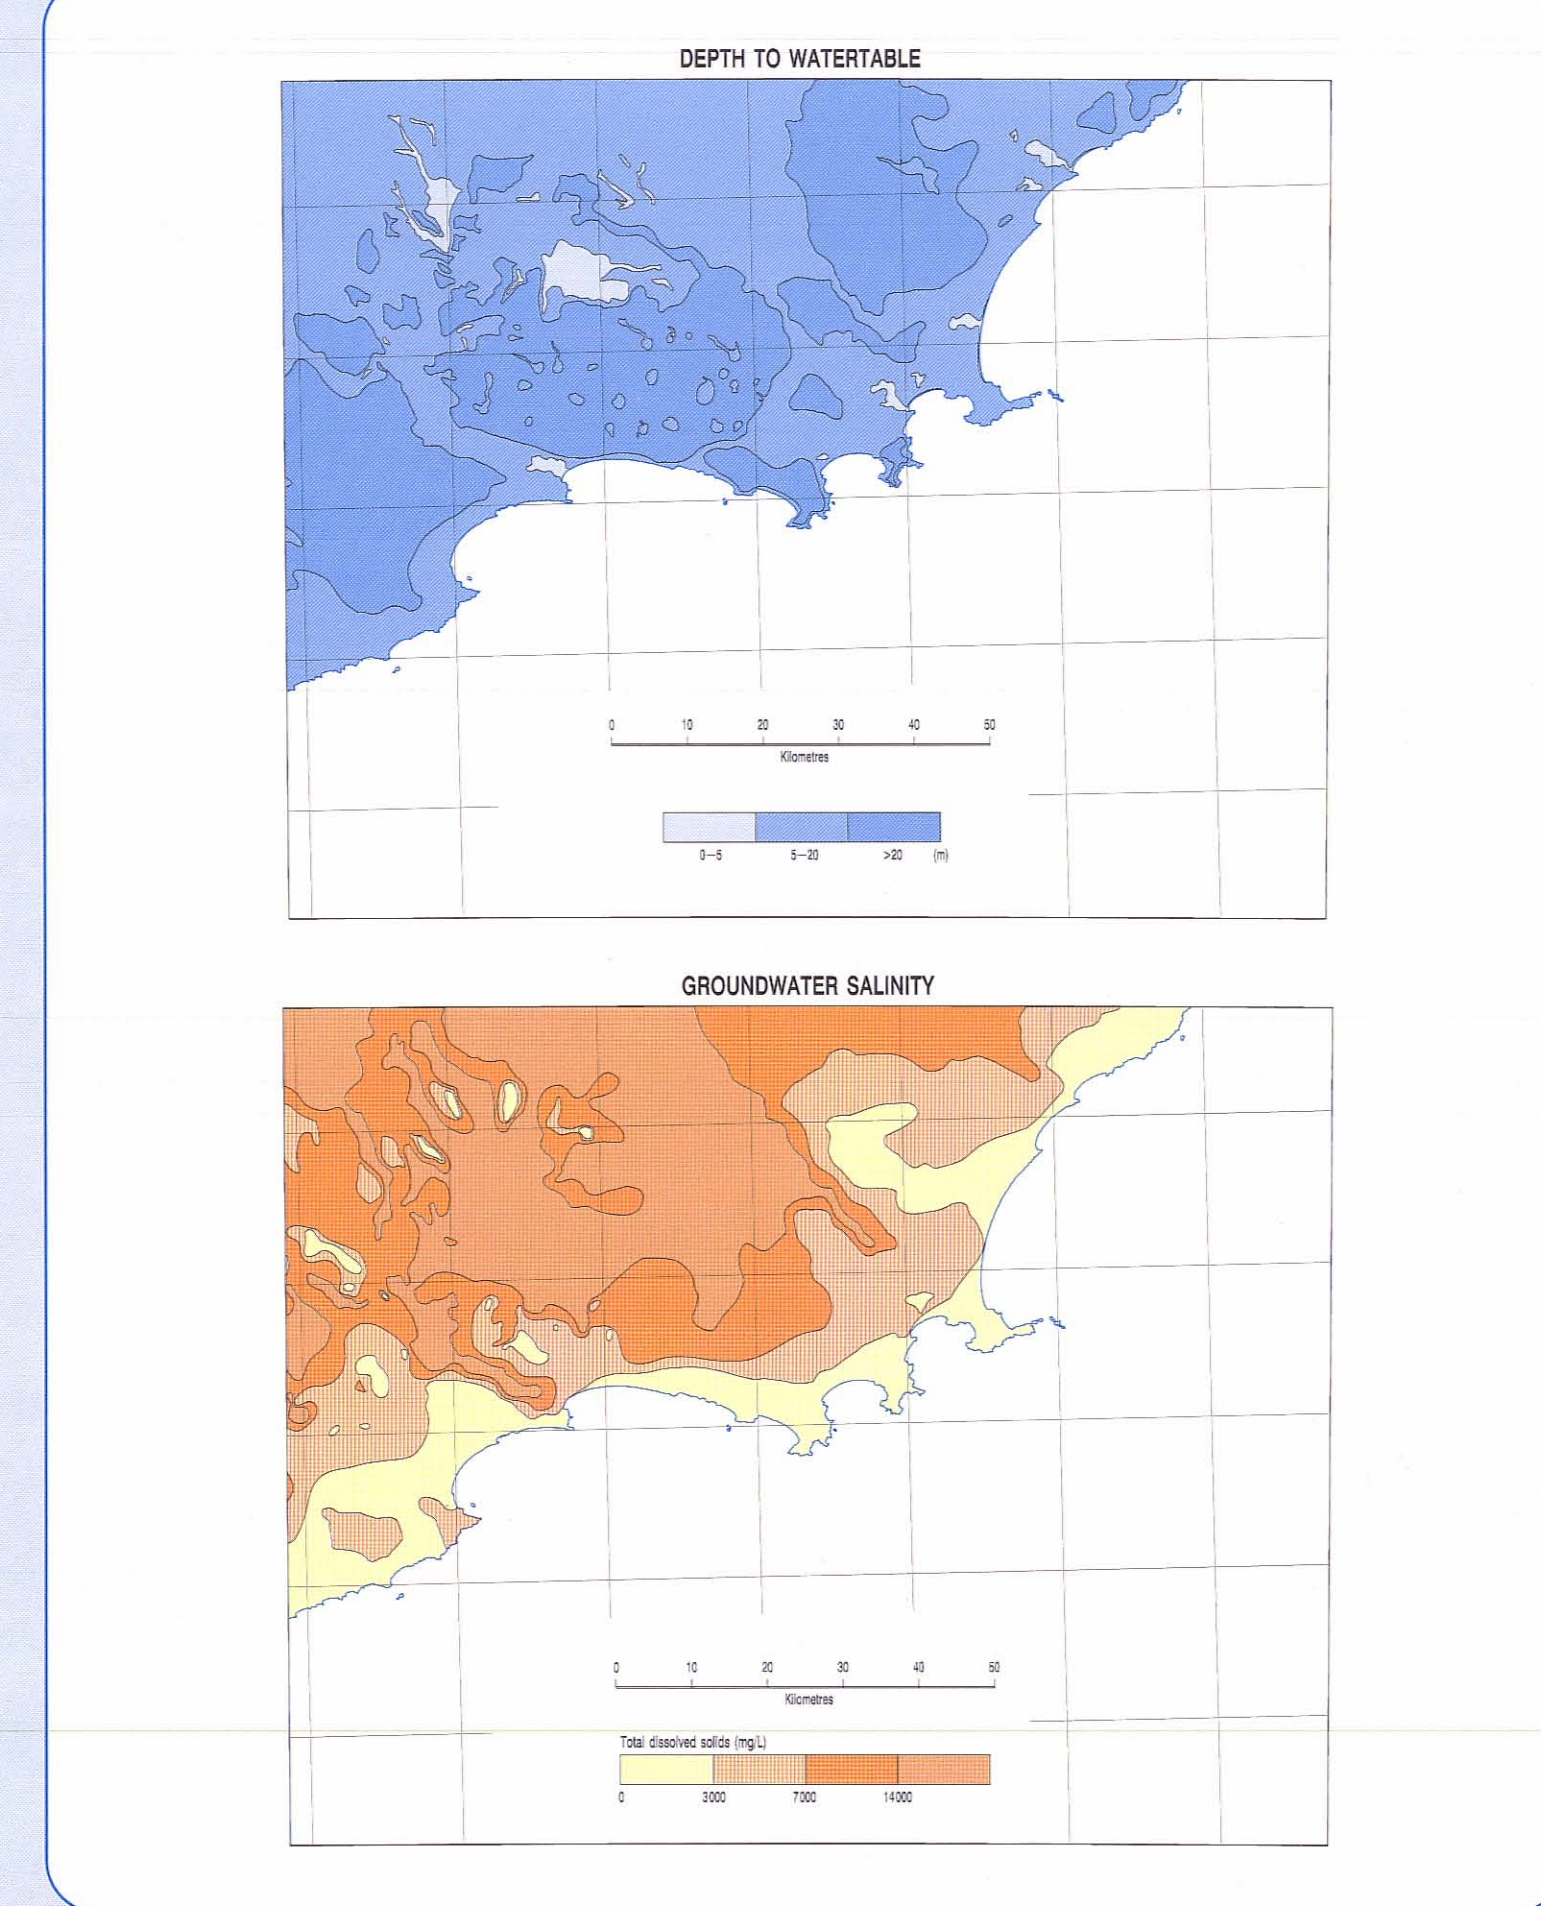 DEPTH TO WATERTABLE
0 10 20 30 40 50
Kilometres
0–5 5–20 >20 (m)
GROUNDWATER SALINITY
0 10 20 30 40 50
Kilometres
Total dissolved solids (mg/L)
0 3000 7000 14000